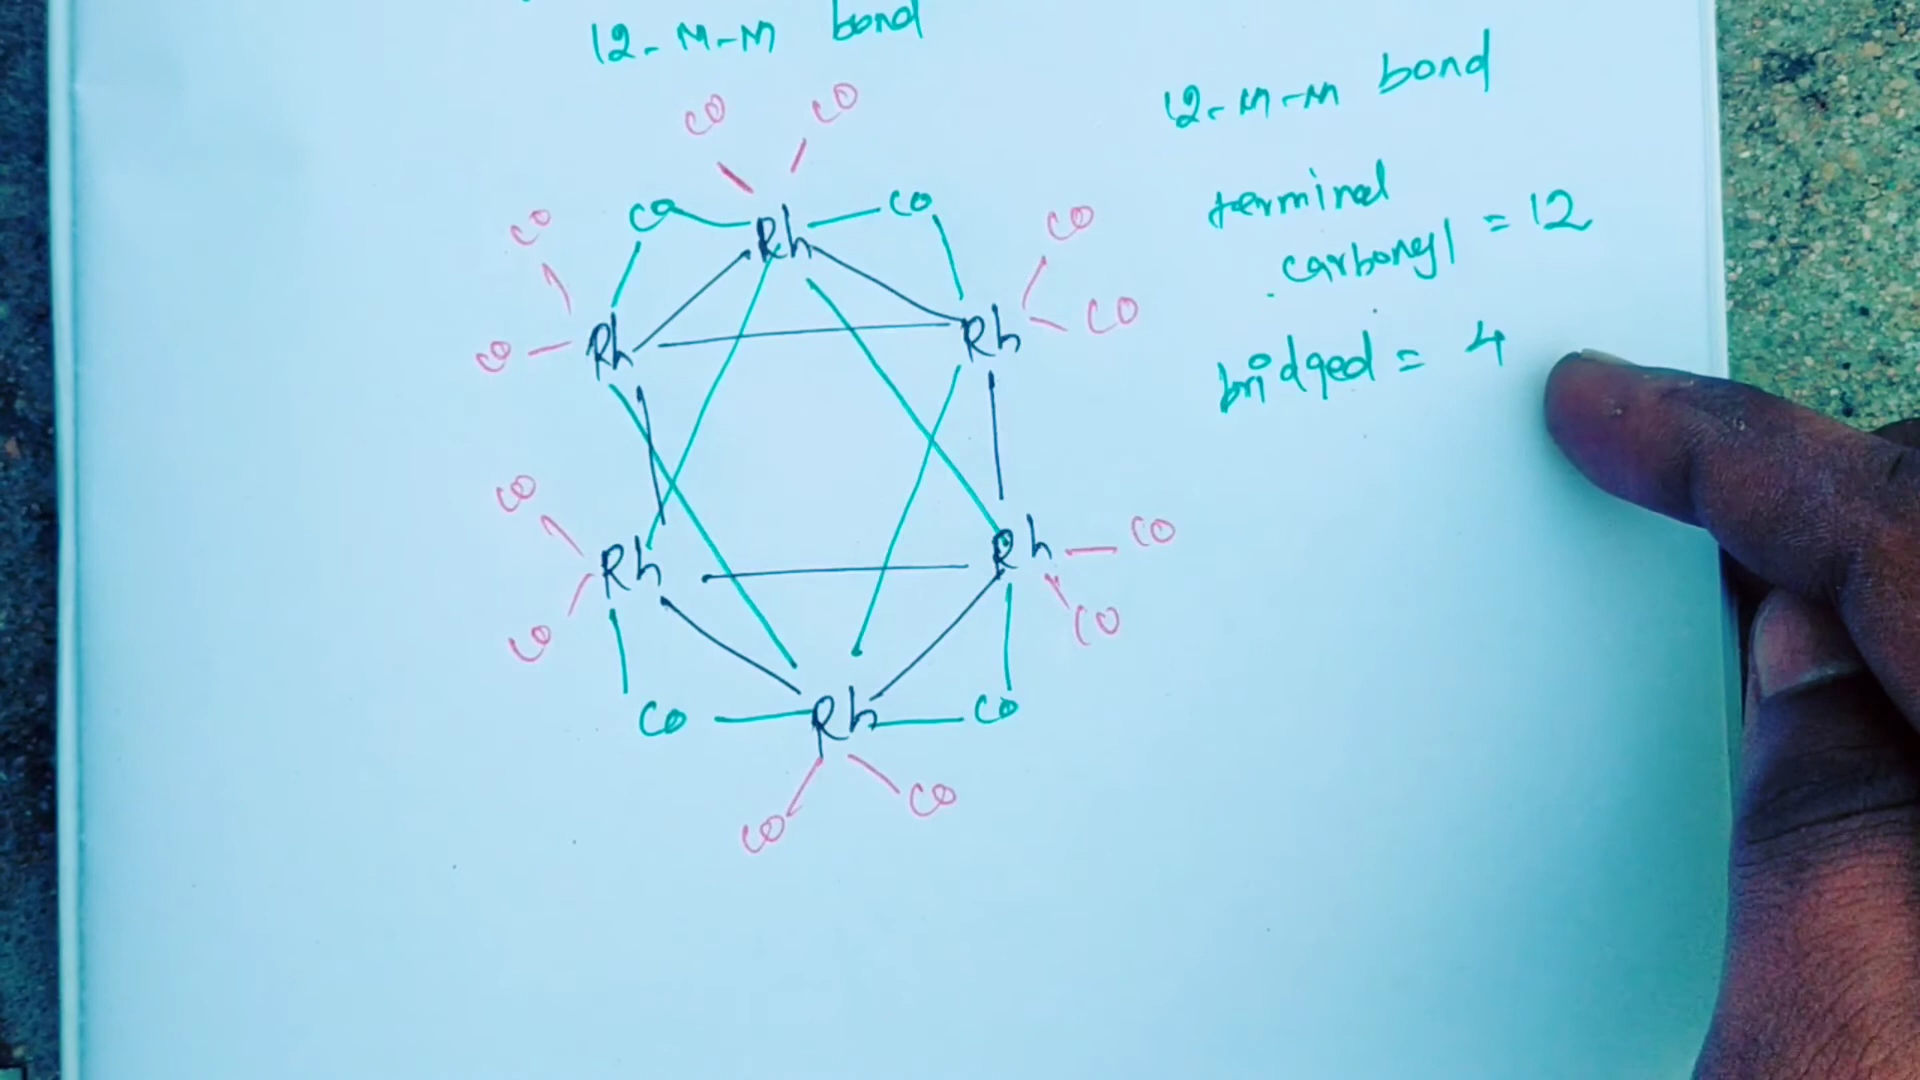 12-M-M bond
12-M-M bond
CO CO
CO CO Rh CO CO
terminal
carbonyl = 12
CO Rh Rh CO
bridged = 4
CO Rh Rh CO
CO CO
CO Rh CO
CO CO